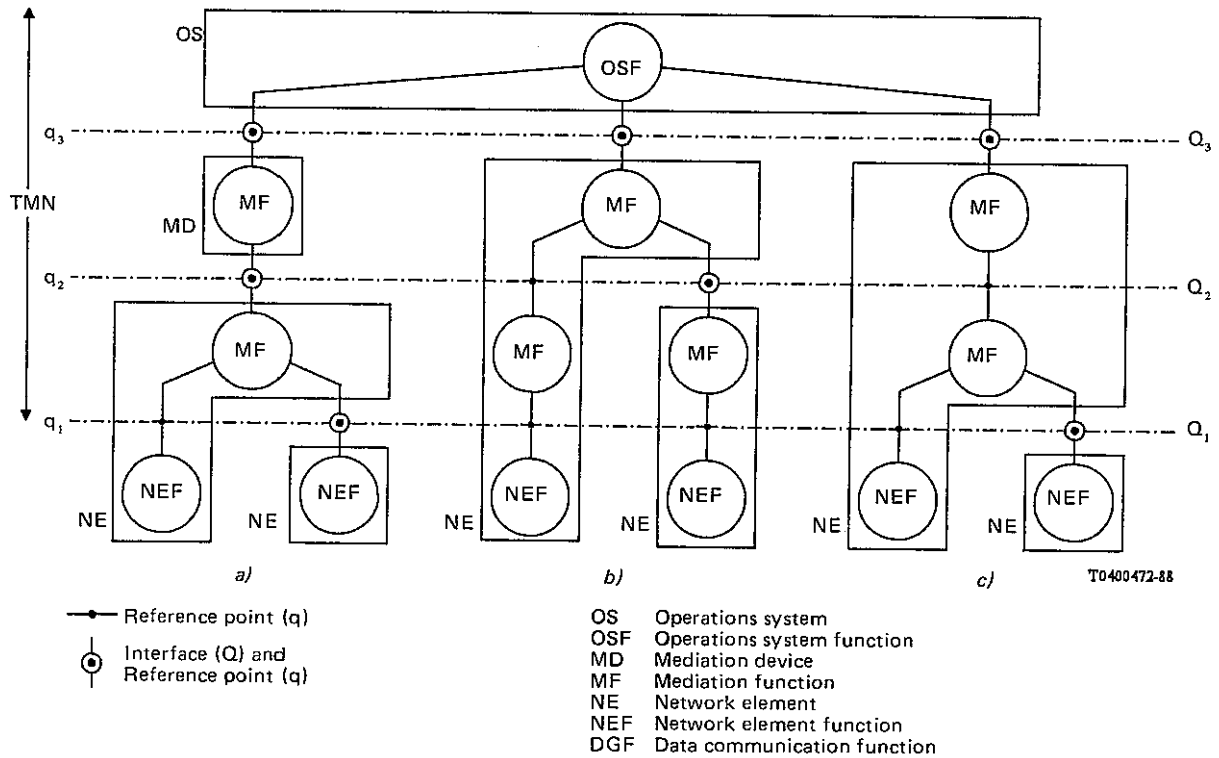 OS
OSF
q3
Q3
TMN
MF
MF
MF
MD
q2
Q2
MF
MF
MF
MF
q1
Q1
NEF
NEF
NEF
NEF
NEF
NEF
NE
NE
NE
NE
NE
NE
a)
b)
c)
T0400472-88
Reference point (q)
Interface (Q) and
Reference point (q)
OS Operations system
OSF Operations system function
MD Mediation device
MF Mediation function
NE Network element
NEF Network element function
DGF Data communication function